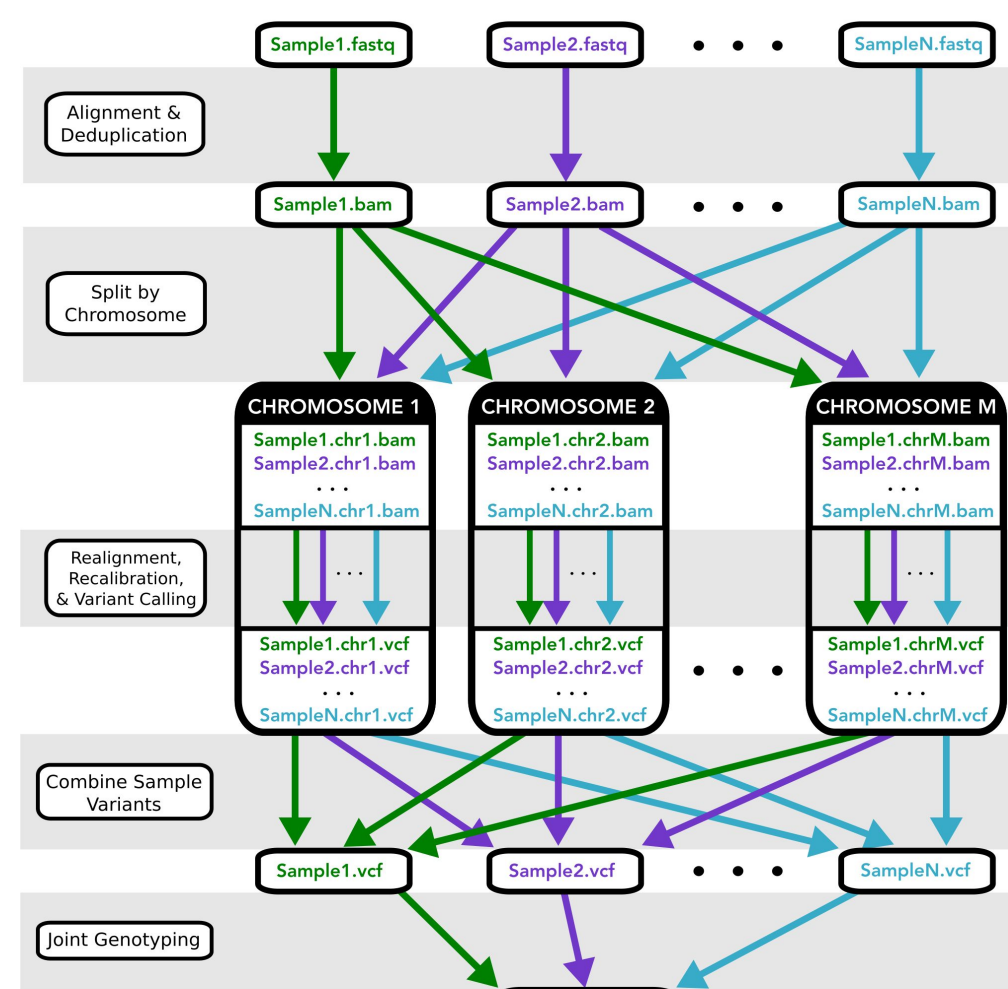 Sample1.fastq
Sample2.fastq
• • •
SampleN.fastq
Alignment &
Deduplication
Sample1.bam
Sample2.bam
• • •
SampleN.bam
Split by
Chromosome
CHROMOSOME 1
CHROMOSOME 2
CHROMOSOME M
Sample1.chr1.bam
Sample2.chr1.bam
...
SampleN.chr1.bam
Sample1.chr2.bam
Sample2.chr2.bam
...
SampleN.chr2.bam
Sample1.chrM.bam
Sample2.chrM.bam
...
SampleN.chrM.bam
Realignment,
Recalibration,
& Variant Calling
...
...
...
Sample1.chr1.vcf
Sample2.chr1.vcf
...
SampleN.chr1.vcf
Sample1.chr2.vcf
Sample2.chr2.vcf
...
SampleN.chr2.vcf
• • •
Sample1.chrM.vcf
Sample2.chrM.vcf
...
SampleN.chrM.vcf
Combine Sample
Variants
Sample1.vcf
Sample2.vcf
• • •
SampleN.vcf
Joint Genotyping